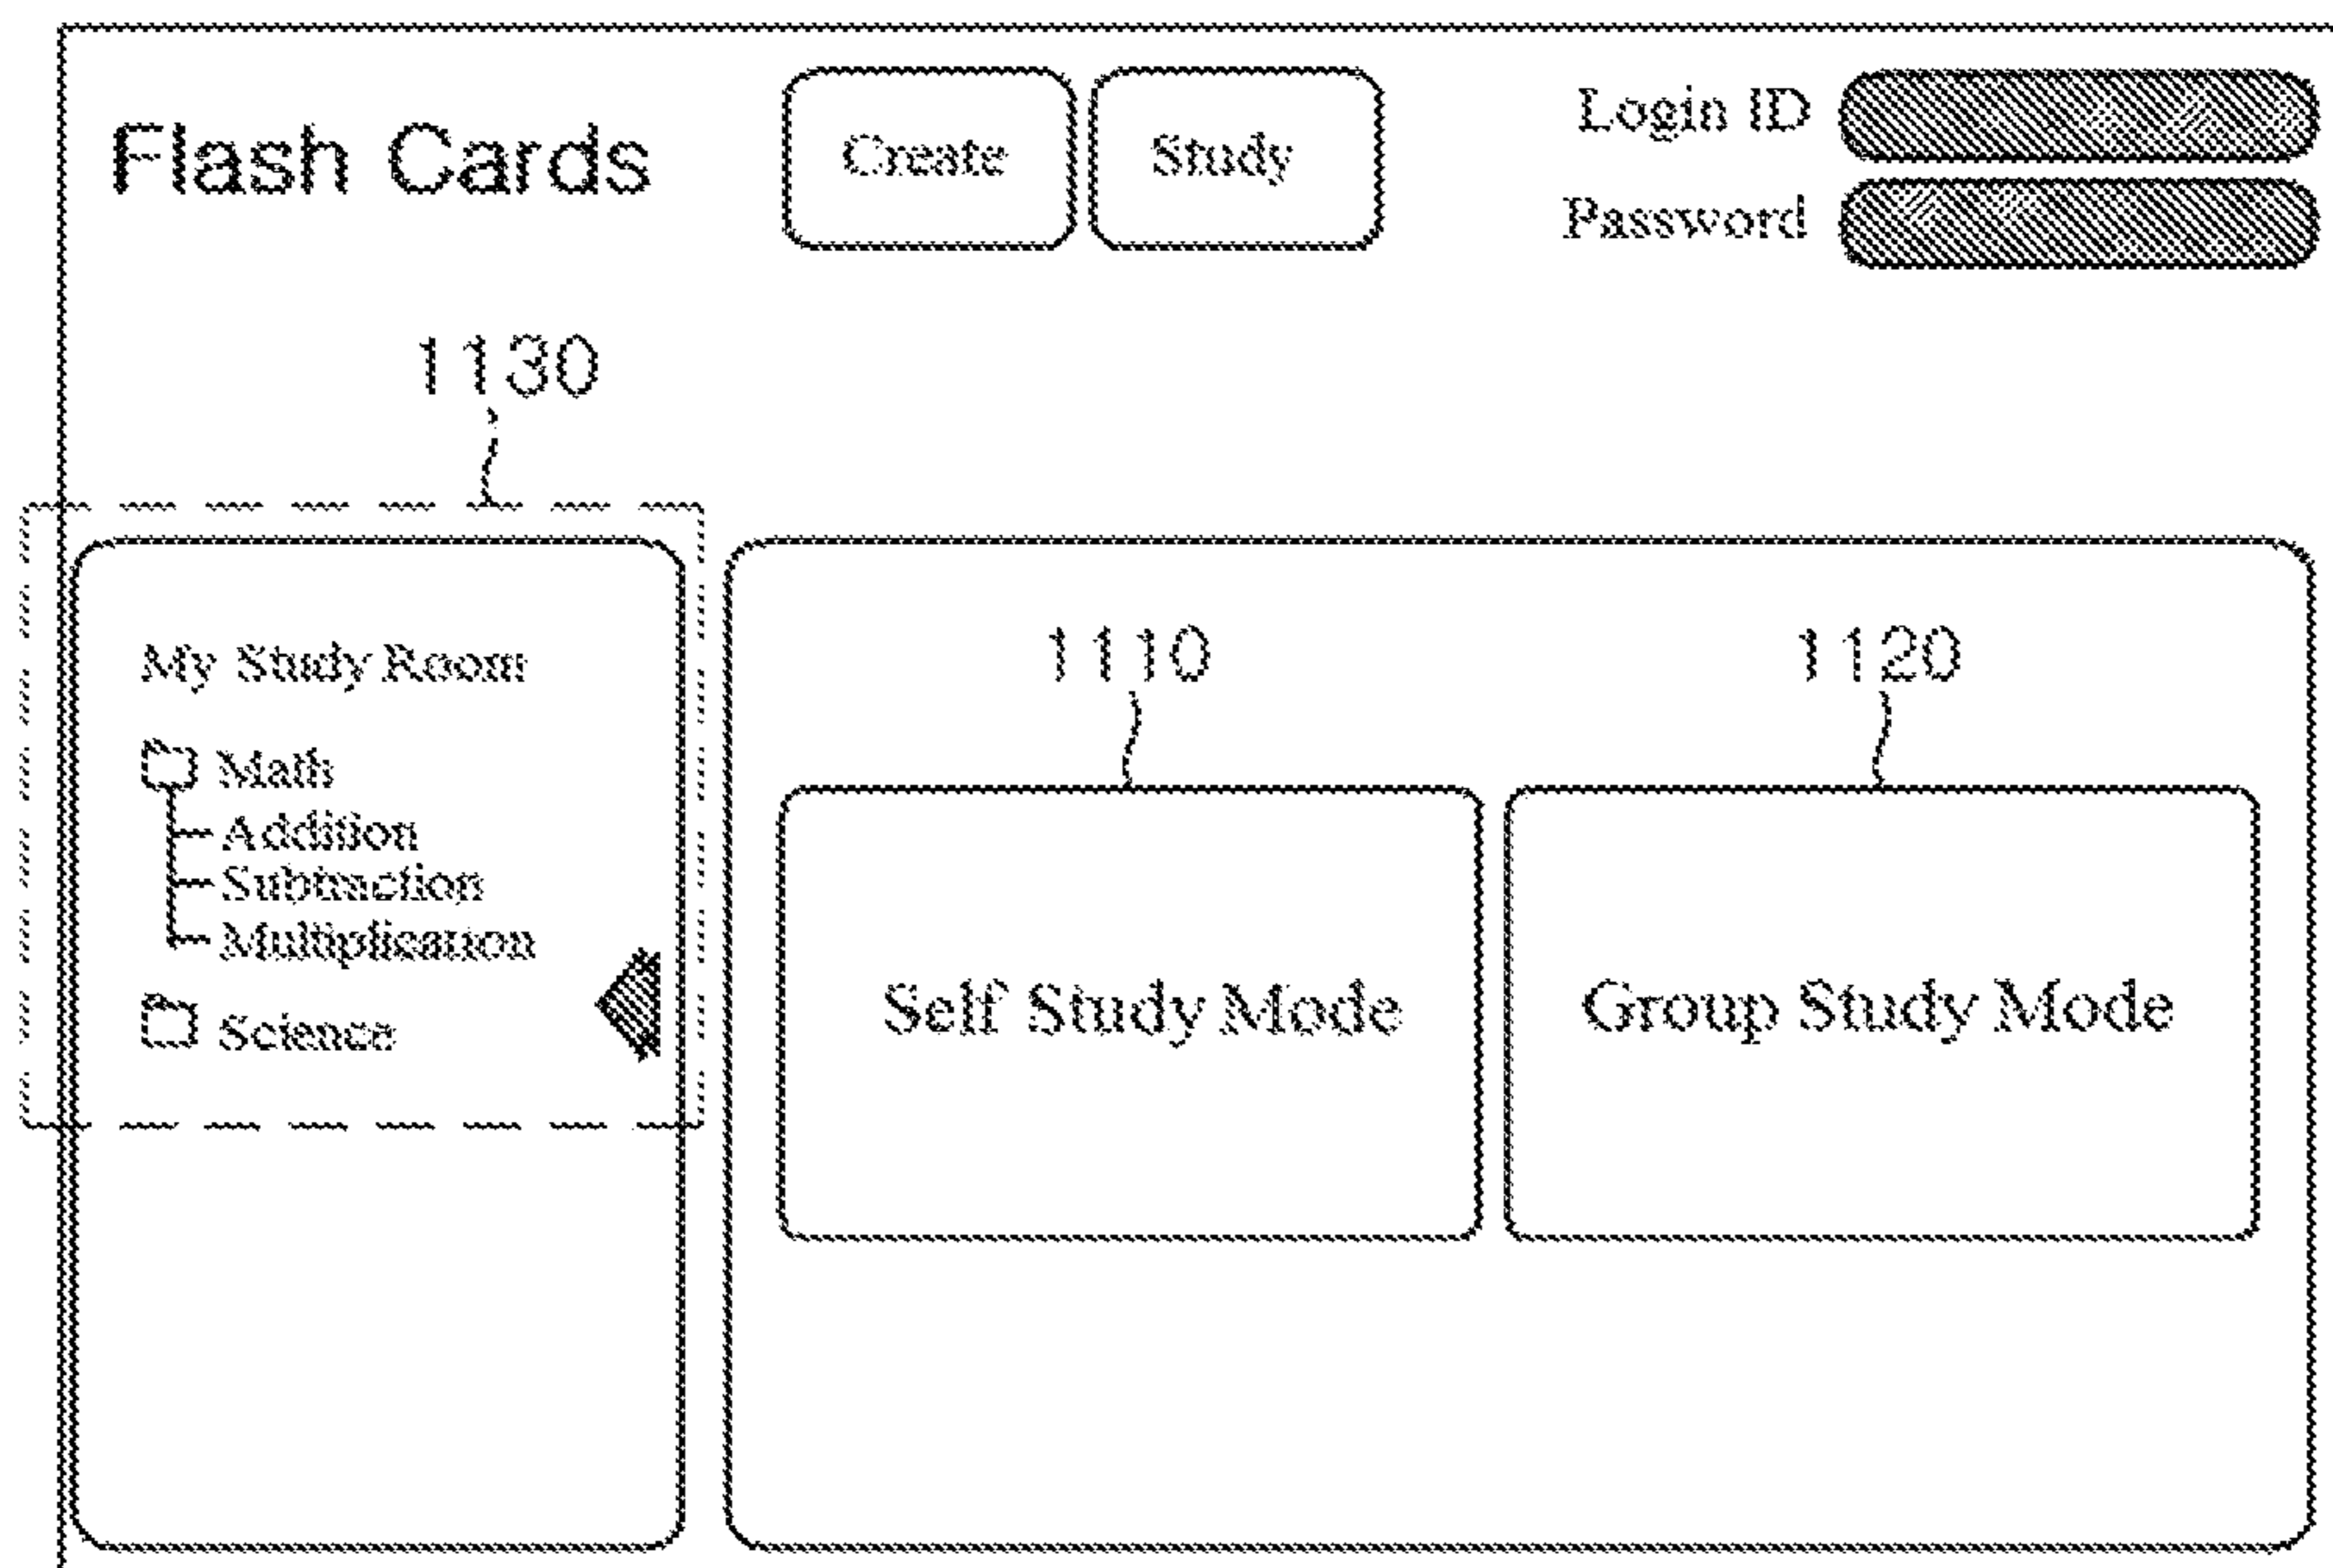 Flash Cards
Create
Study
Login ID
Password
1130
My Study Room
Math
Addition
Subtraction
Multiplication
Science
1110
1120
Self Study Mode
Group Study Mode